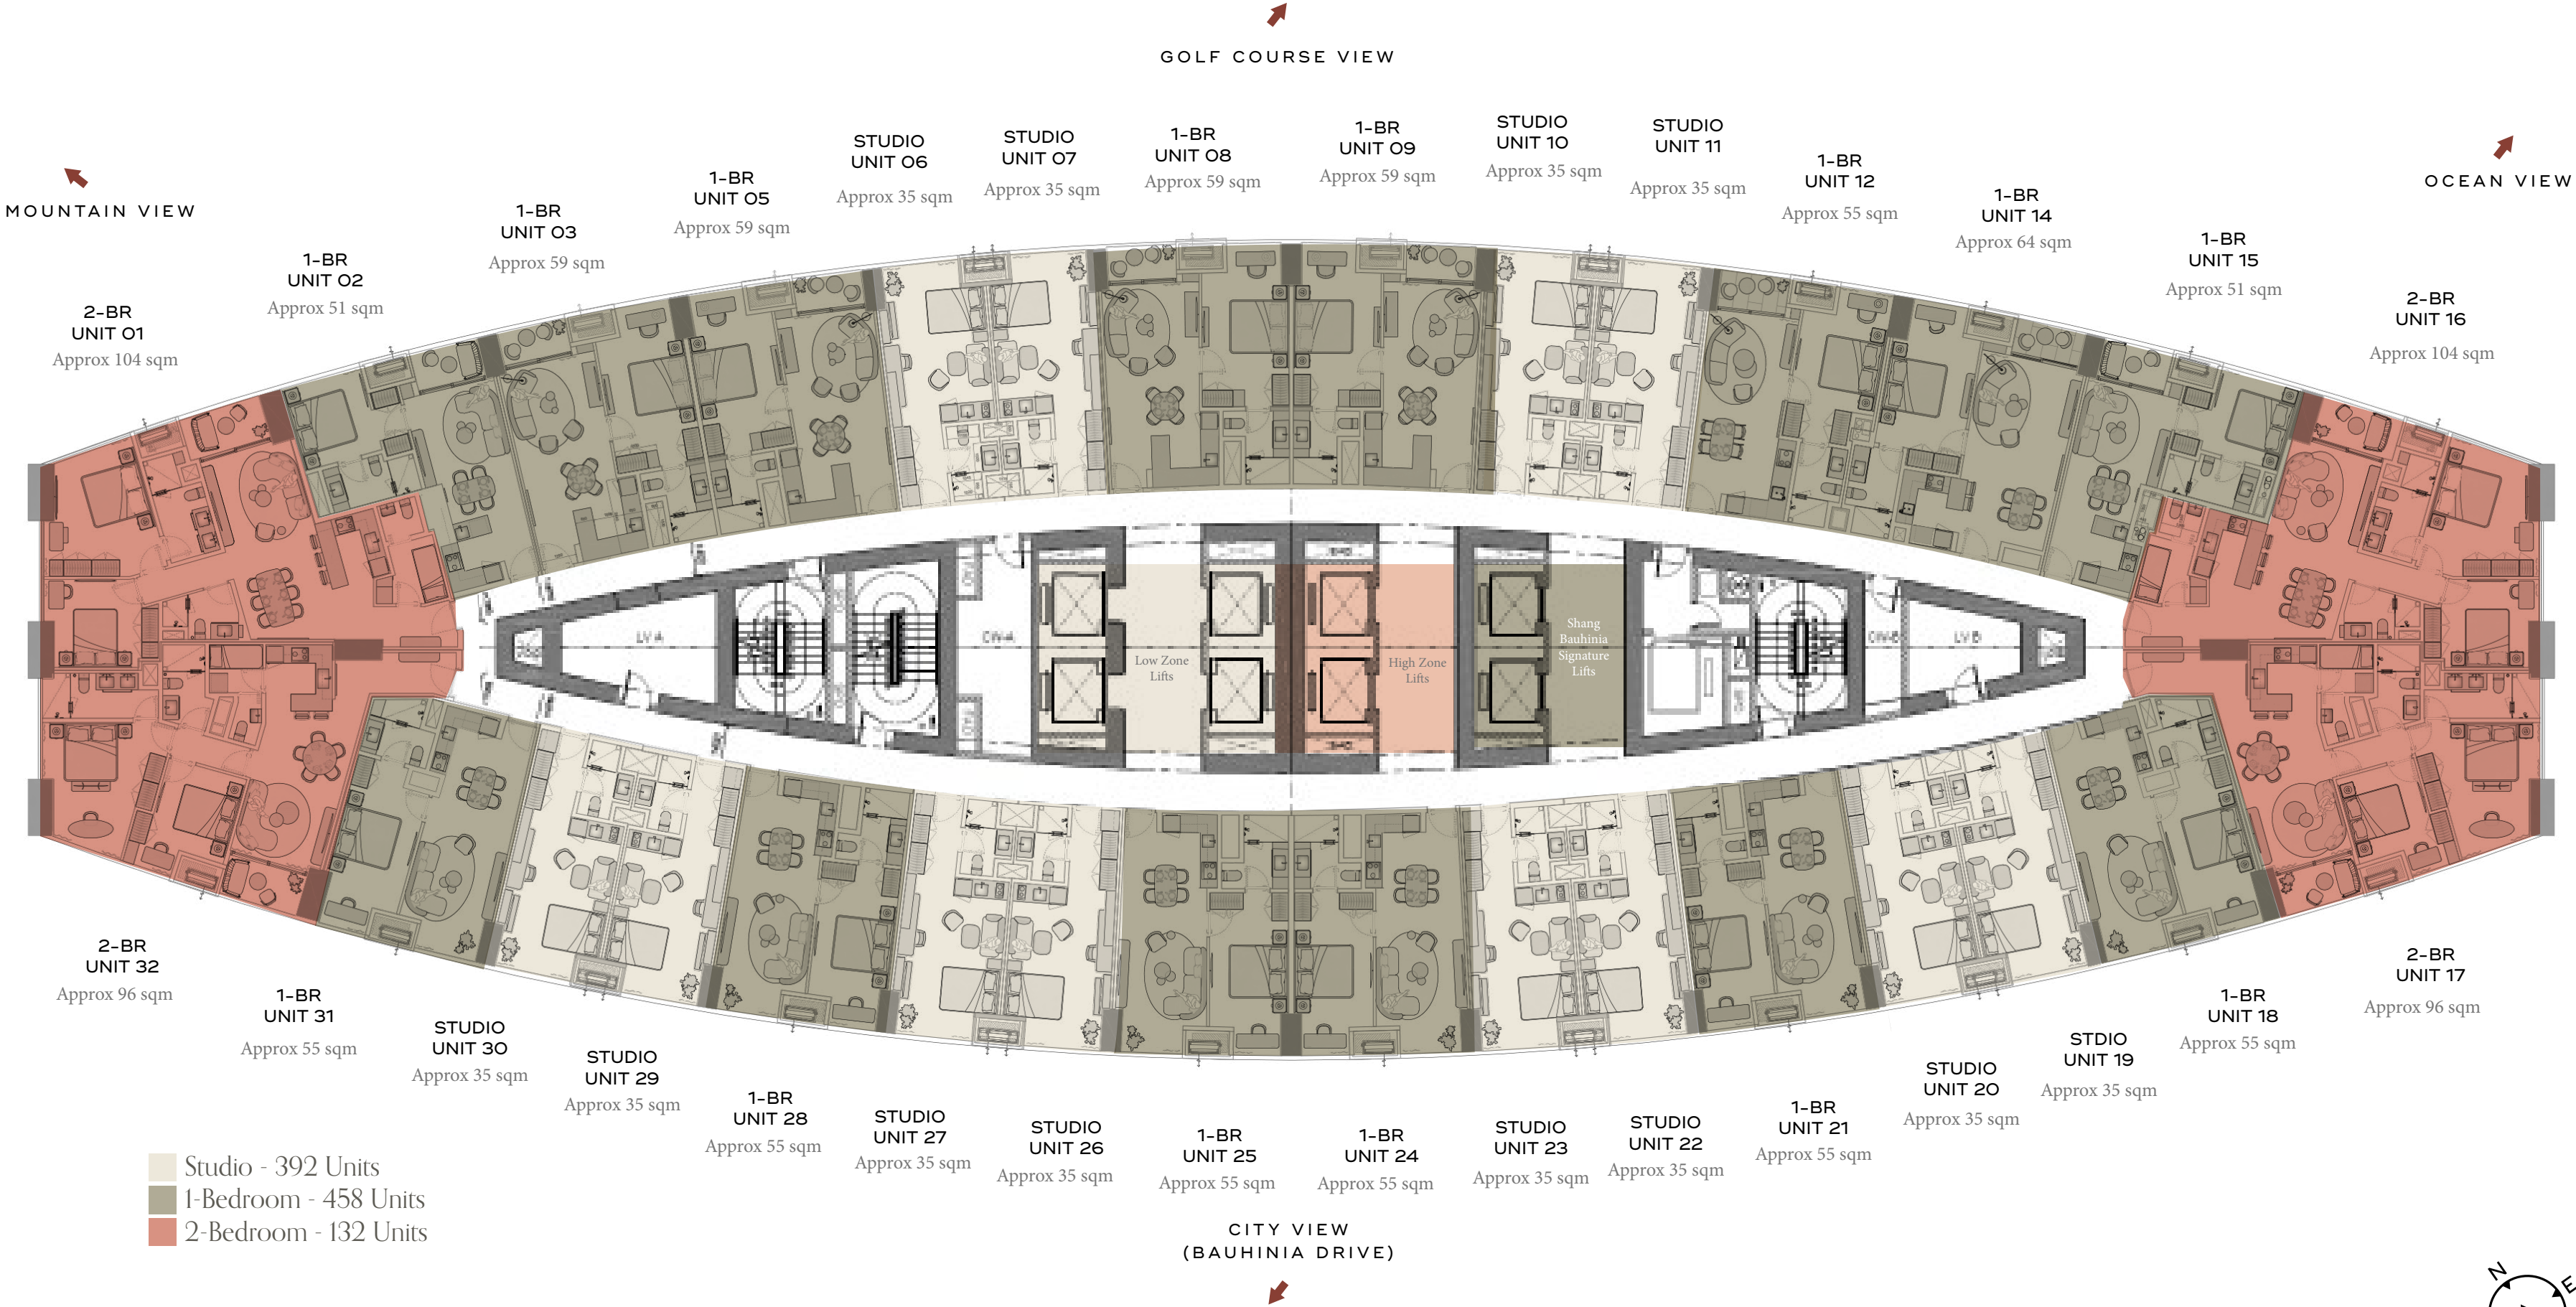 GOLF COURSE VIEW
MOUNTAIN VIEW
OCEAN VIEW
2-BR
UNIT 01
Approx 104 sqm
1-BR
UNIT 02
Approx 51 sqm
1-BR
UNIT 03
Approx 59 sqm
1-BR
UNIT 05
Approx 59 sqm
STUDIO
UNIT 06
Approx 35 sqm
STUDIO
UNIT 07
Approx 35 sqm
1-BR
UNIT 08
Approx 59 sqm
1-BR
UNIT 09
Approx 59 sqm
STUDIO
UNIT 10
Approx 35 sqm
STUDIO
UNIT 11
Approx 35 sqm
1-BR
UNIT 12
Approx 55 sqm
1-BR
UNIT 14
Approx 64 sqm
1-BR
UNIT 15
Approx 51 sqm
2-BR
UNIT 16
Approx 104 sqm
LV A
CW-A
Low Zone
Lifts
High Zone
Lifts
Shang
Bauhinia
Signature
Lifts
CW-B
LV B
2-BR
UNIT 32
Approx 96 sqm
1-BR
UNIT 31
Approx 55 sqm
STUDIO
UNIT 30
Approx 35 sqm
STUDIO
UNIT 29
Approx 35 sqm
1-BR
UNIT 28
Approx 55 sqm
STUDIO
UNIT 27
Approx 35 sqm
STUDIO
UNIT 26
Approx 35 sqm
1-BR
UNIT 25
Approx 55 sqm
1-BR
UNIT 24
Approx 55 sqm
STUDIO
UNIT 23
Approx 35 sqm
STUDIO
UNIT 22
Approx 35 sqm
1-BR
UNIT 21
Approx 55 sqm
STUDIO
UNIT 20
Approx 35 sqm
STDIO
UNIT 19
Approx 35 sqm
1-BR
UNIT 18
Approx 55 sqm
2-BR
UNIT 17
Approx 96 sqm
Studio - 392 Units
1-Bedroom - 458 Units
2-Bedroom - 132 Units
CITY VIEW
(BAUHINIA DRIVE)
N
E